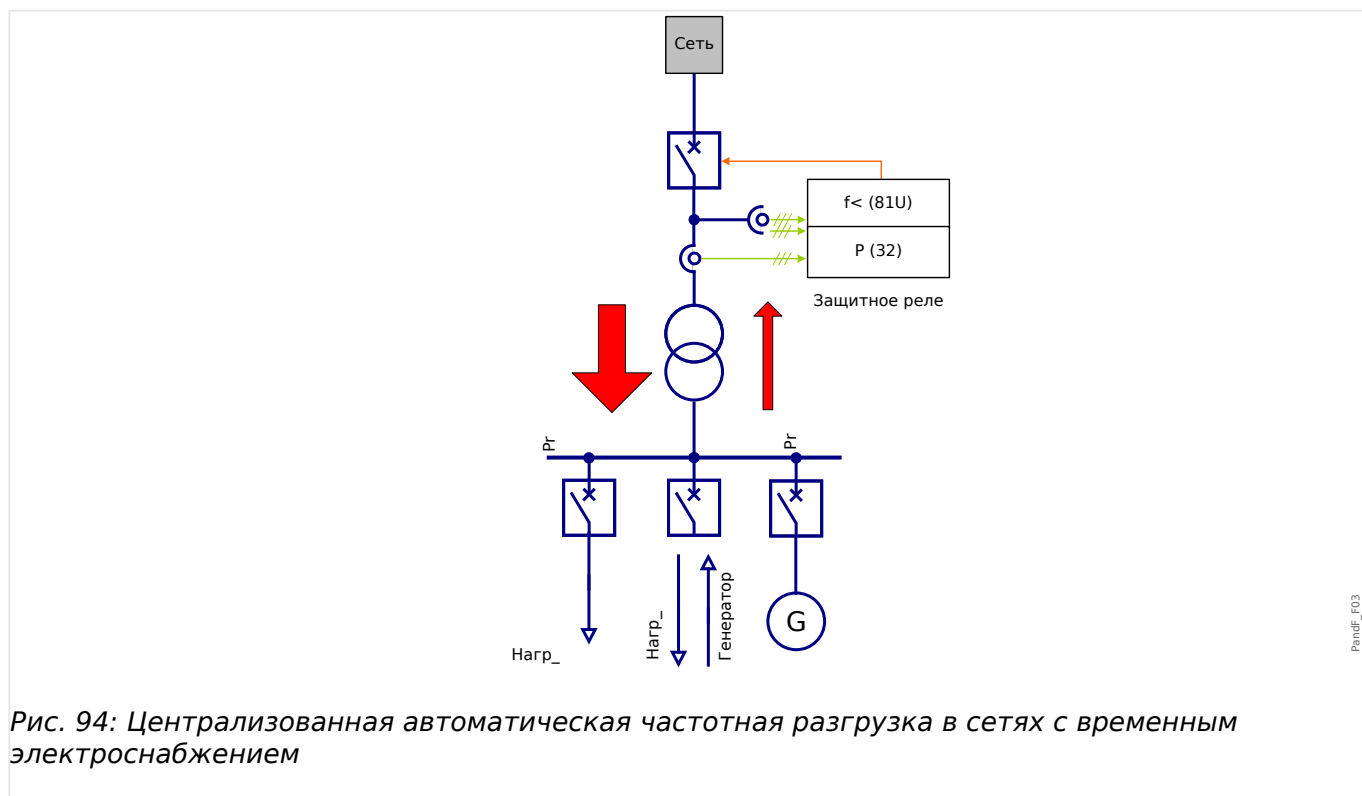 Сеть
f< (81U)
P (32)
Защитное реле
Pr
Pr
Нагр_
Нагр_
Генератор
G
PandF_F03
Рис. 94: Централизованная автоматическая частотная разгрузка в сетях с временным
электроснабжением